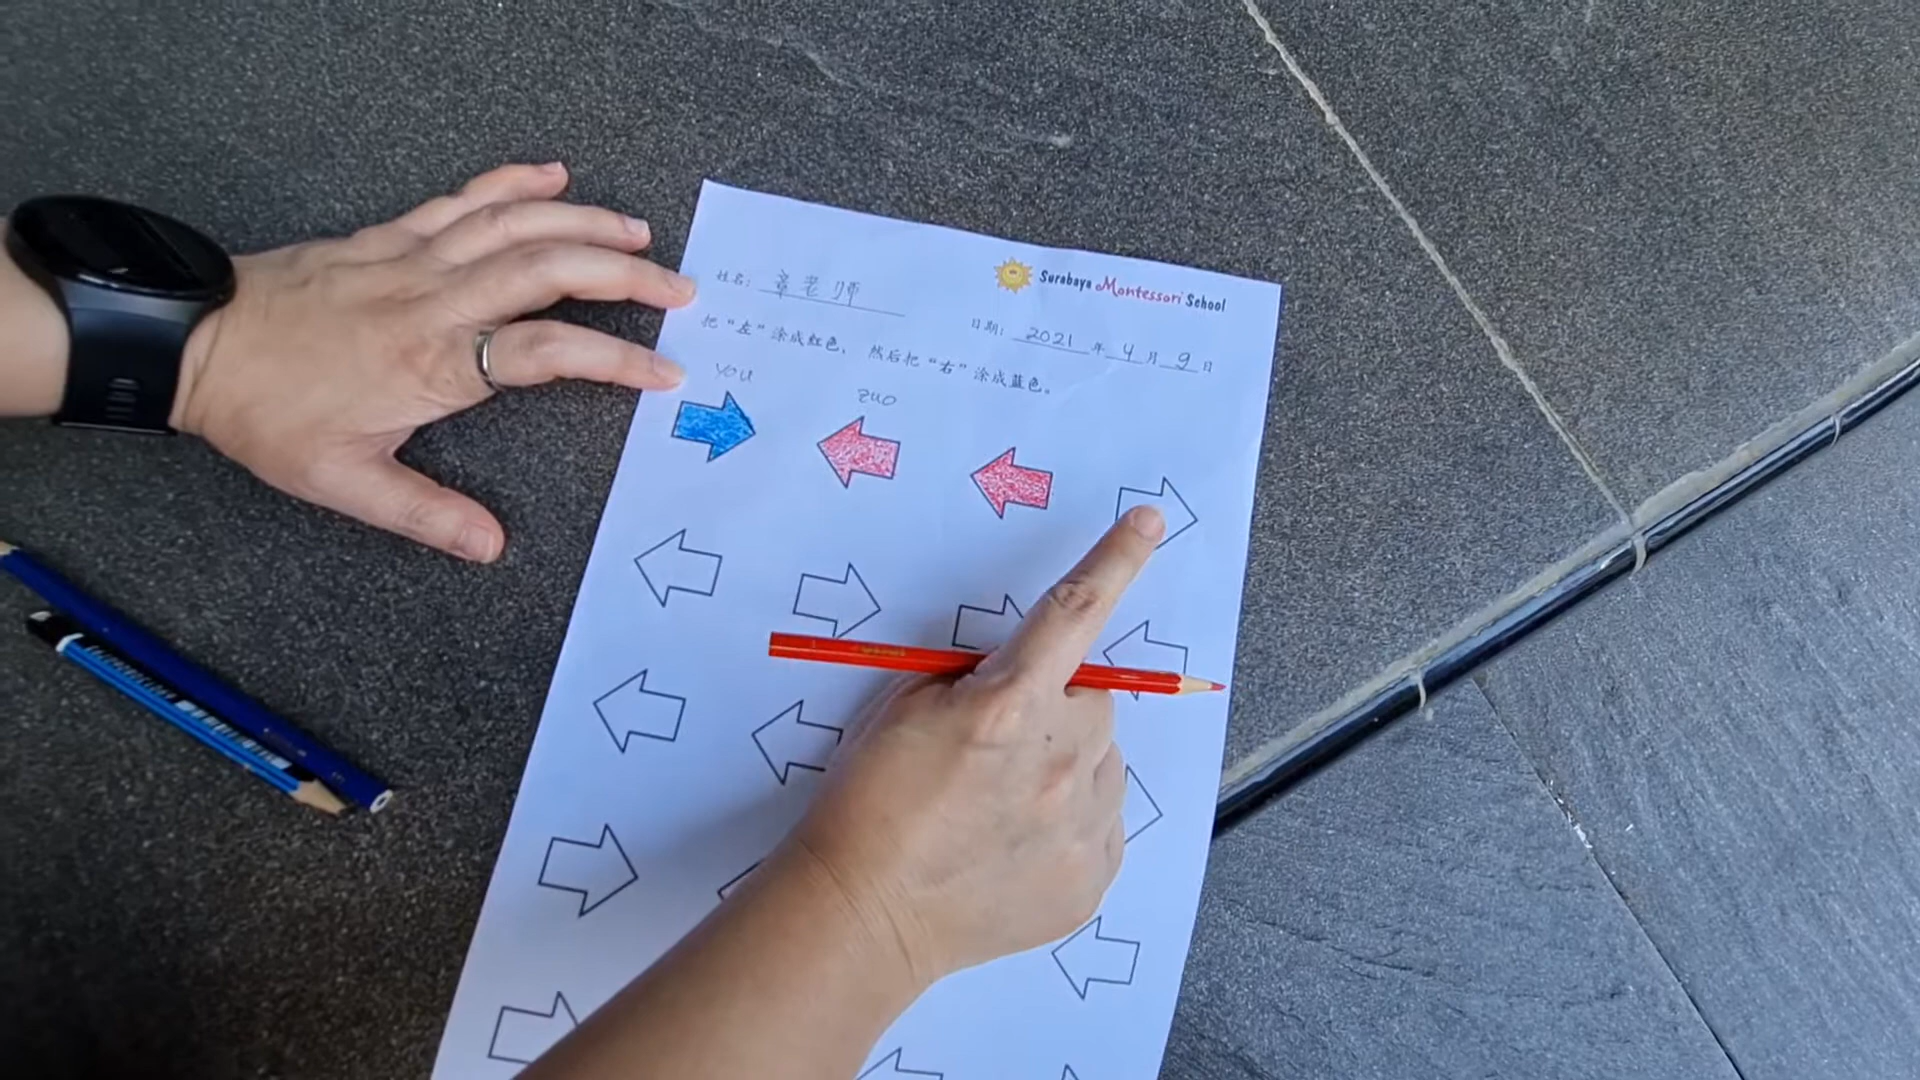 Surabaya Montessori School
姓名: 章老师
日期: 2021 年 4 月 9 日
把“左”涂成红色， 然后把“右”涂成蓝色。
you
zuo